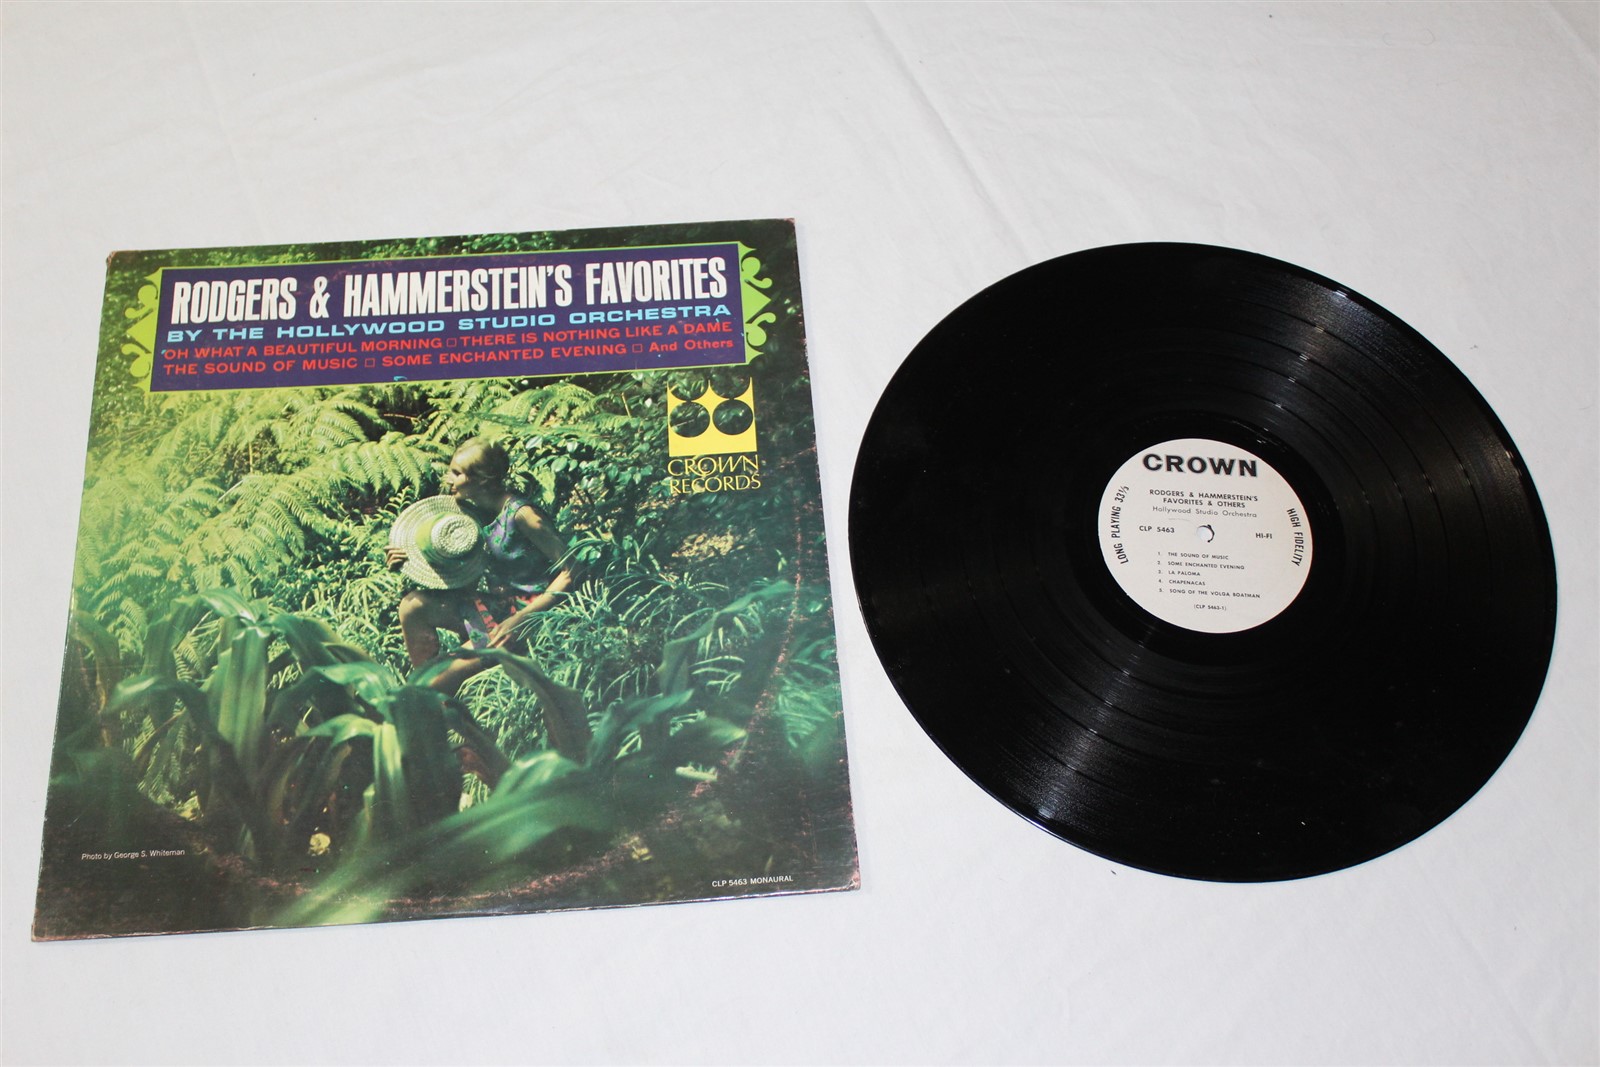 RODGERS & HAMMERSTEIN'S FAVORITES
BY THE HOLLYWOOD STUDIO ORCHESTRA
OH WHAT A BEAUTIFUL MORNING □ THERE IS NOTHING LIKE A DAME
THE SOUND OF MUSIC □ SOME ENCHANTED EVENING □ And Others
CROWN
RECORDS
Photo by George S. Whiteman
CLP 5463 MONAURAL
CROWN
RODGERS & HAMMERSTEIN'S
FAVORITES & OTHERS
Hollywood Studio Orchestra
CLP 5463
HI-FI
LONG PLAYING 33⅓
HIGH FIDELITY
1. THE SOUND OF MUSIC
2. SOME ENCHANTED EVENING
3. LA PALOMA
4. CHAPENACAS
5. SONG OF THE VOLGA BOATMAN
(CLP 5463-1)